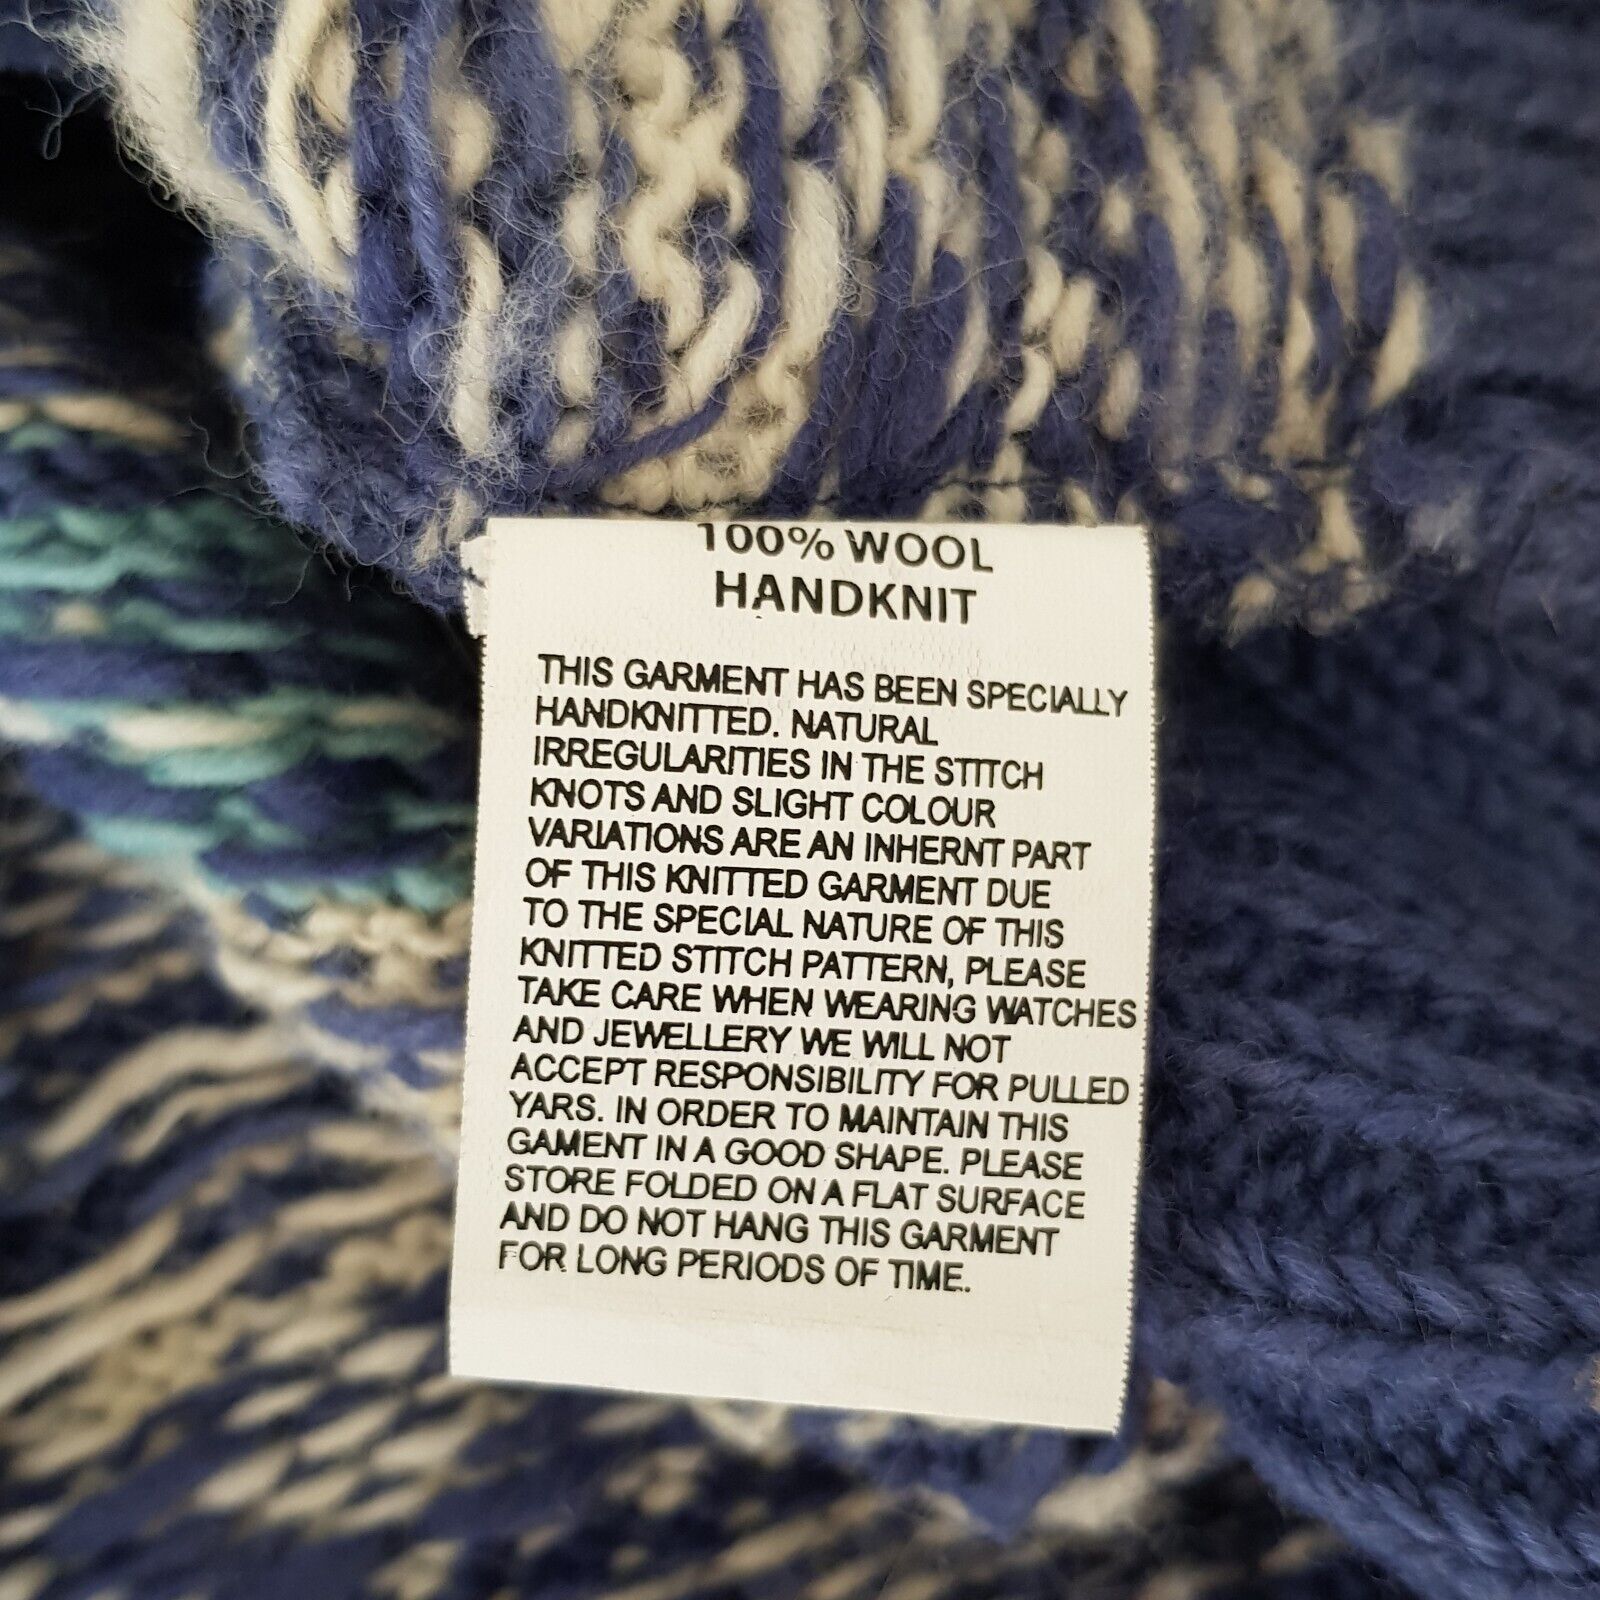 100% WOOL
HANDKNIT
THIS GARMENT HAS BEEN SPECIALLY
HANDKNITTED. NATURAL
IRREGULARITIES IN THE STITCH
KNOTS AND SLIGHT COLOUR
VARIATIONS ARE AN INHERNT PART
OF THIS KNITTED GARMENT DUE
TO THE SPECIAL NATURE OF THIS
KNITTED STITCH PATTERN, PLEASE
TAKE CARE WHEN WEARING WATCHES
AND JEWELLERY WE WILL NOT
ACCEPT RESPONSIBILITY FOR PULLED
YARS. IN ORDER TO MAINTAIN THIS
GAMENT IN A GOOD SHAPE. PLEASE
STORE FOLDED ON A FLAT SURFACE
AND DO NOT HANG THIS GARMENT
FOR LONG PERIODS OF TIME.